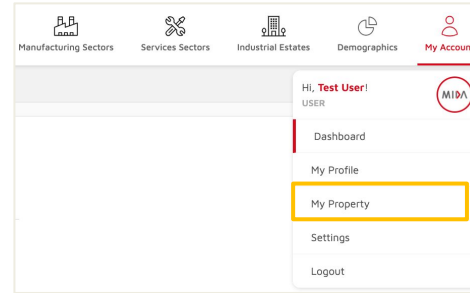 Manufacturing Sectors
Services Sectors
Industrial Estates
Demographics
My Accoun
Hi, Test User!
USER
MIDA
Dashboard
My Profile
My Property
Settings
Logout